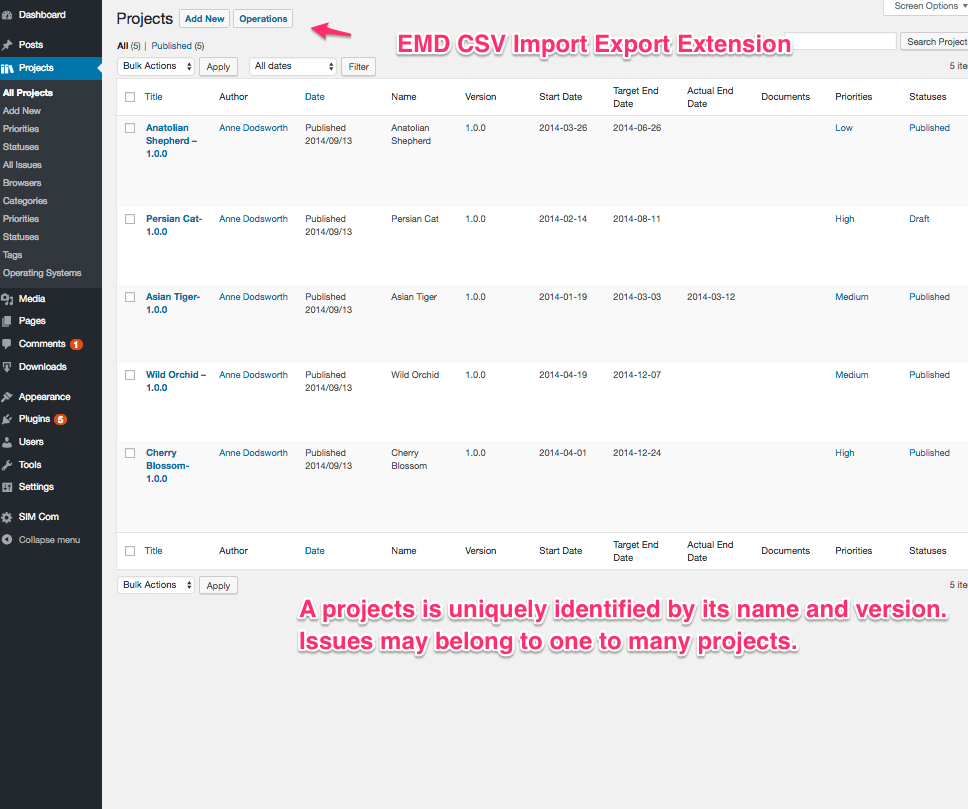 Dashboard
Posts
Projects
All Projects
Add New
Priorities
Statuses
All Issues
Browsers
Categories
Priorities
Statuses
Tags
Operating Systems
Media
Pages
Comments 1
Downloads
Appearance
Plugins 5
Users
Tools
Settings
SIM Com
Collapse menu
Screen Options
Projects Add New Operations
EMD CSV Import Export Extension
All (5) | Published (5)
Search Project
Bulk Actions Apply All dates Filter
5 ite
Title Author Date Name Version Start Date Target End Date Actual End Date Documents Priorities Statuses
Anatolian Anne Dodsworth Published Anatolian 1.0.0 2014-03-26 2014-06-26 Low Published
Shepherd – 2014/09/13 Shepherd
1.0.0
Persian Cat- Anne Dodsworth Published Persian Cat 1.0.0 2014-02-14 2014-08-11 High Draft
1.0.0 2014/09/13
Asian Tiger- Anne Dodsworth Published Asian Tiger 1.0.0 2014-01-19 2014-03-03 2014-03-12 Medium Published
1.0.0 2014/09/13
Wild Orchid – Anne Dodsworth Published Wild Orchid 1.0.0 2014-04-19 2014-12-07 Medium Published
1.0.0 2014/09/13
Cherry Anne Dodsworth Published Cherry 1.0.0 2014-04-01 2014-12-24 High Published
Blossom- 2014/09/13 Blossom
1.0.0
Title Author Date Name Version Start Date Target End Date Actual End Date Documents Priorities Statuses
Bulk Actions Apply
5 ite
A projects is uniquely identified by its name and version.
Issues may belong to one to many projects.